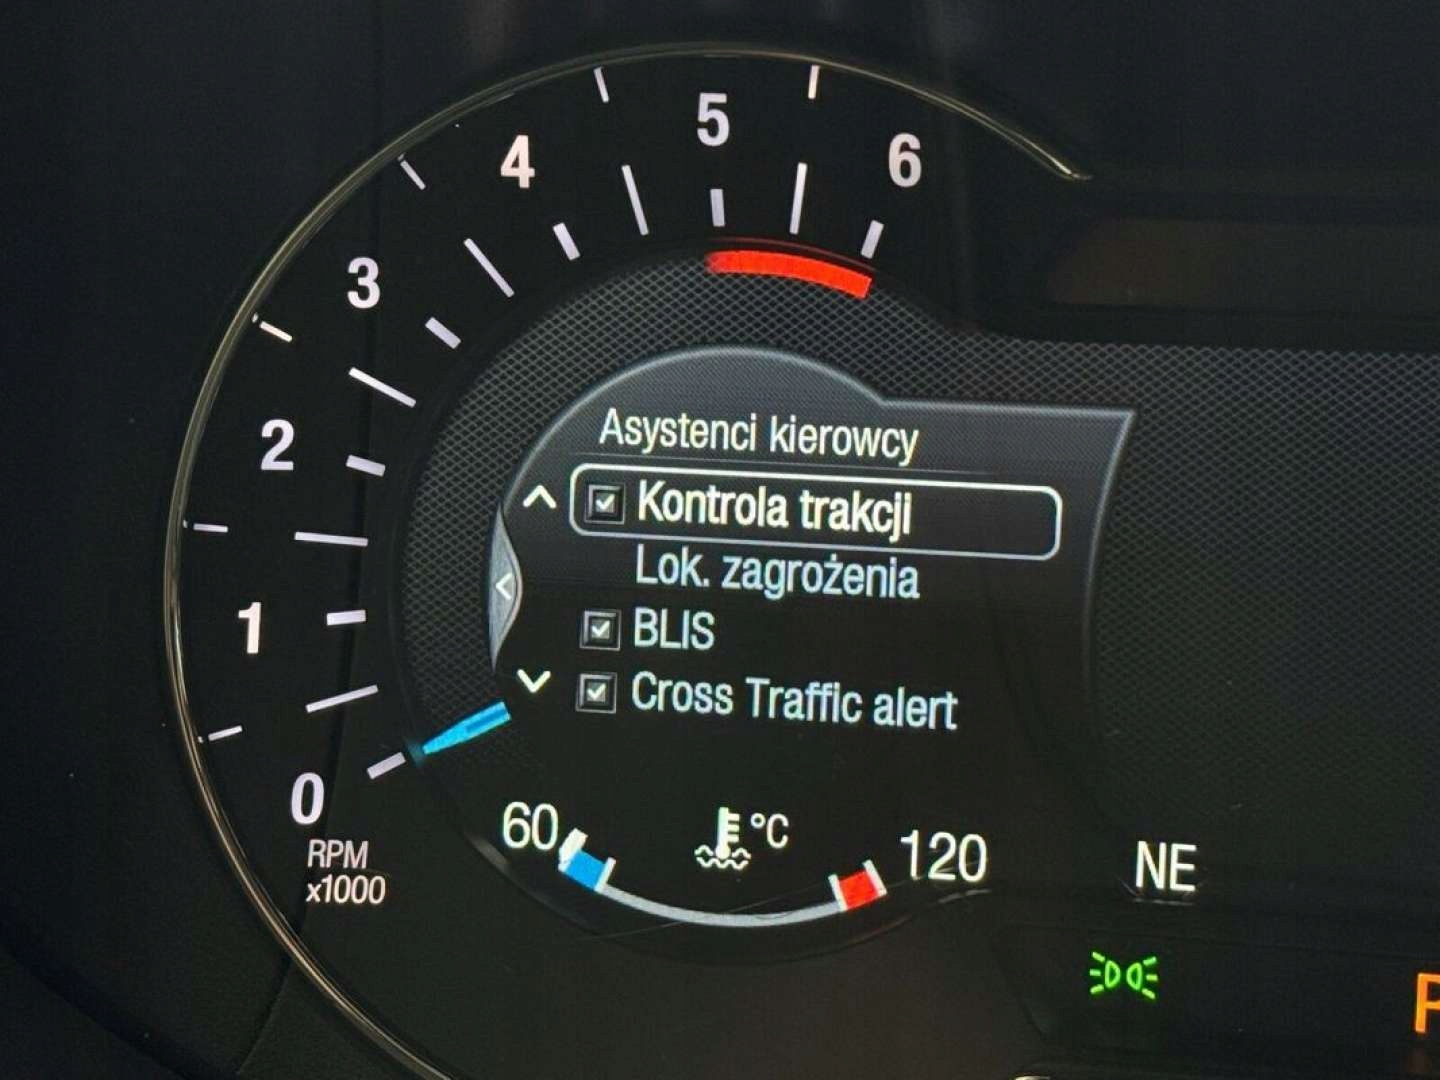 5
4
6
3
2
1
0
RPM
x1000
Asystenci kierowcy
Kontrola trakcji
Lok. zagrożenia
BLIS
Cross Traffic alert
60 °C 120
NE
P